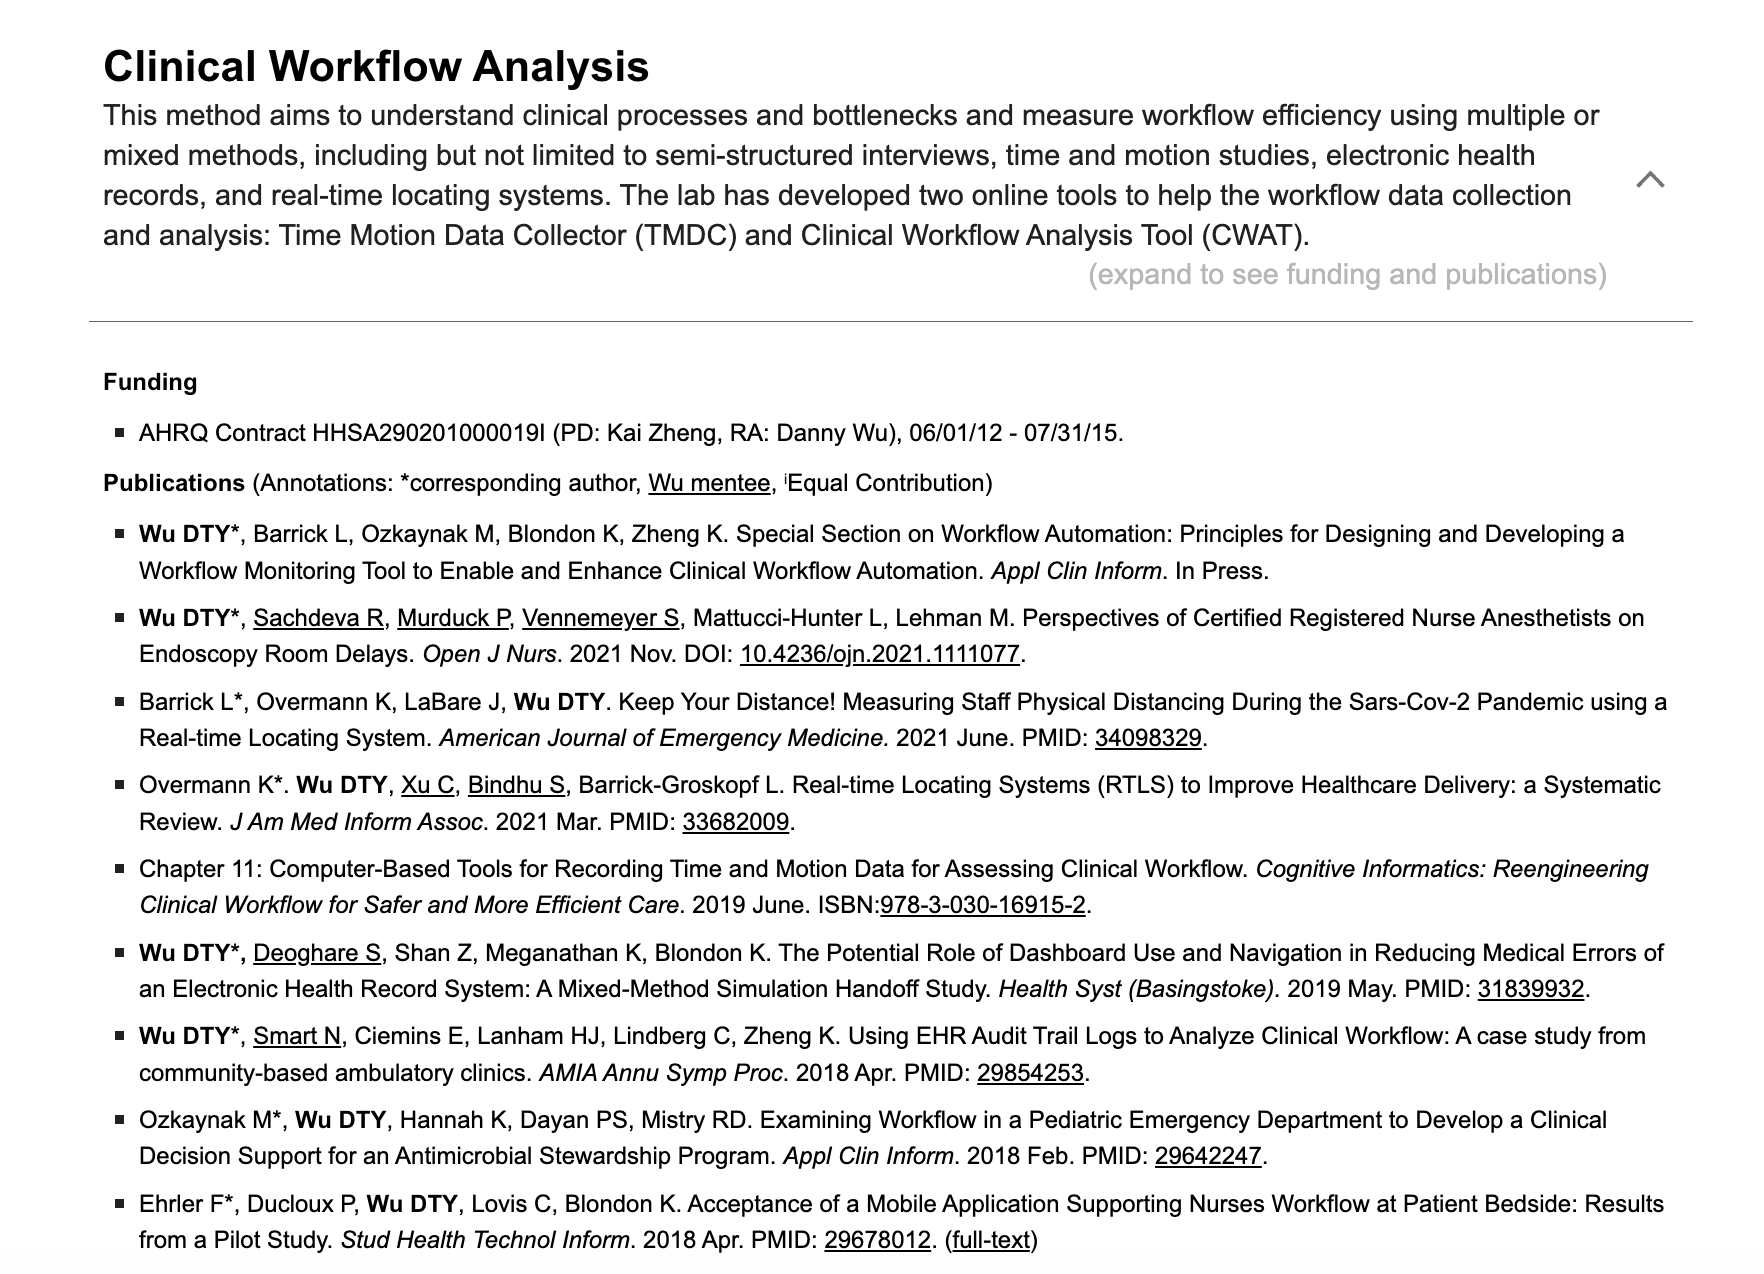 Clinical Workflow Analysis
This method aims to understand clinical processes and bottlenecks and measure workflow efficiency using multiple or
mixed methods, including but not limited to semi-structured interviews, time and motion studies, electronic health
records, and real-time locating systems. The lab has developed two online tools to help the workflow data collection
and analysis: Time Motion Data Collector (TMDC) and Clinical Workflow Analysis Tool (CWAT).
(expand to see funding and publications)
Funding
▪ AHRQ Contract HHSA290201000019I (PD: Kai Zheng, RA: Danny Wu), 06/01/12 - 07/31/15.
Publications (Annotations: *corresponding author, Wu mentee, ⁱEqual Contribution)
▪ Wu DTY*, Barrick L, Ozkaynak M, Blondon K, Zheng K. Special Section on Workflow Automation: Principles for Designing and Developing a
Workflow Monitoring Tool to Enable and Enhance Clinical Workflow Automation. Appl Clin Inform. In Press.
▪ Wu DTY*, Sachdeva R, Murduck P, Vennemeyer S, Mattucci-Hunter L, Lehman M. Perspectives of Certified Registered Nurse Anesthetists on
Endoscopy Room Delays. Open J Nurs. 2021 Nov. DOI: 10.4236/ojn.2021.1111077.
▪ Barrick L*, Overmann K, LaBare J, Wu DTY. Keep Your Distance! Measuring Staff Physical Distancing During the Sars-Cov-2 Pandemic using a
Real-time Locating System. American Journal of Emergency Medicine. 2021 June. PMID: 34098329.
▪ Overmann K*. Wu DTY, Xu C, Bindhu S, Barrick-Groskopf L. Real-time Locating Systems (RTLS) to Improve Healthcare Delivery: a Systematic
Review. J Am Med Inform Assoc. 2021 Mar. PMID: 33682009.
▪ Chapter 11: Computer-Based Tools for Recording Time and Motion Data for Assessing Clinical Workflow. Cognitive Informatics: Reengineering
Clinical Workflow for Safer and More Efficient Care. 2019 June. ISBN:978-3-030-16915-2.
▪ Wu DTY*, Deoghare S, Shan Z, Meganathan K, Blondon K. The Potential Role of Dashboard Use and Navigation in Reducing Medical Errors of
an Electronic Health Record System: A Mixed-Method Simulation Handoff Study. Health Syst (Basingstoke). 2019 May. PMID: 31839932.
▪ Wu DTY*, Smart N, Ciemins E, Lanham HJ, Lindberg C, Zheng K. Using EHR Audit Trail Logs to Analyze Clinical Workflow: A case study from
community-based ambulatory clinics. AMIA Annu Symp Proc. 2018 Apr. PMID: 29854253.
▪ Ozkaynak M*, Wu DTY, Hannah K, Dayan PS, Mistry RD. Examining Workflow in a Pediatric Emergency Department to Develop a Clinical
Decision Support for an Antimicrobial Stewardship Program. Appl Clin Inform. 2018 Feb. PMID: 29642247.
▪ Ehrler F*, Ducloux P, Wu DTY, Lovis C, Blondon K. Acceptance of a Mobile Application Supporting Nurses Workflow at Patient Bedside: Results
from a Pilot Study. Stud Health Technol Inform. 2018 Apr. PMID: 29678012. (full-text)